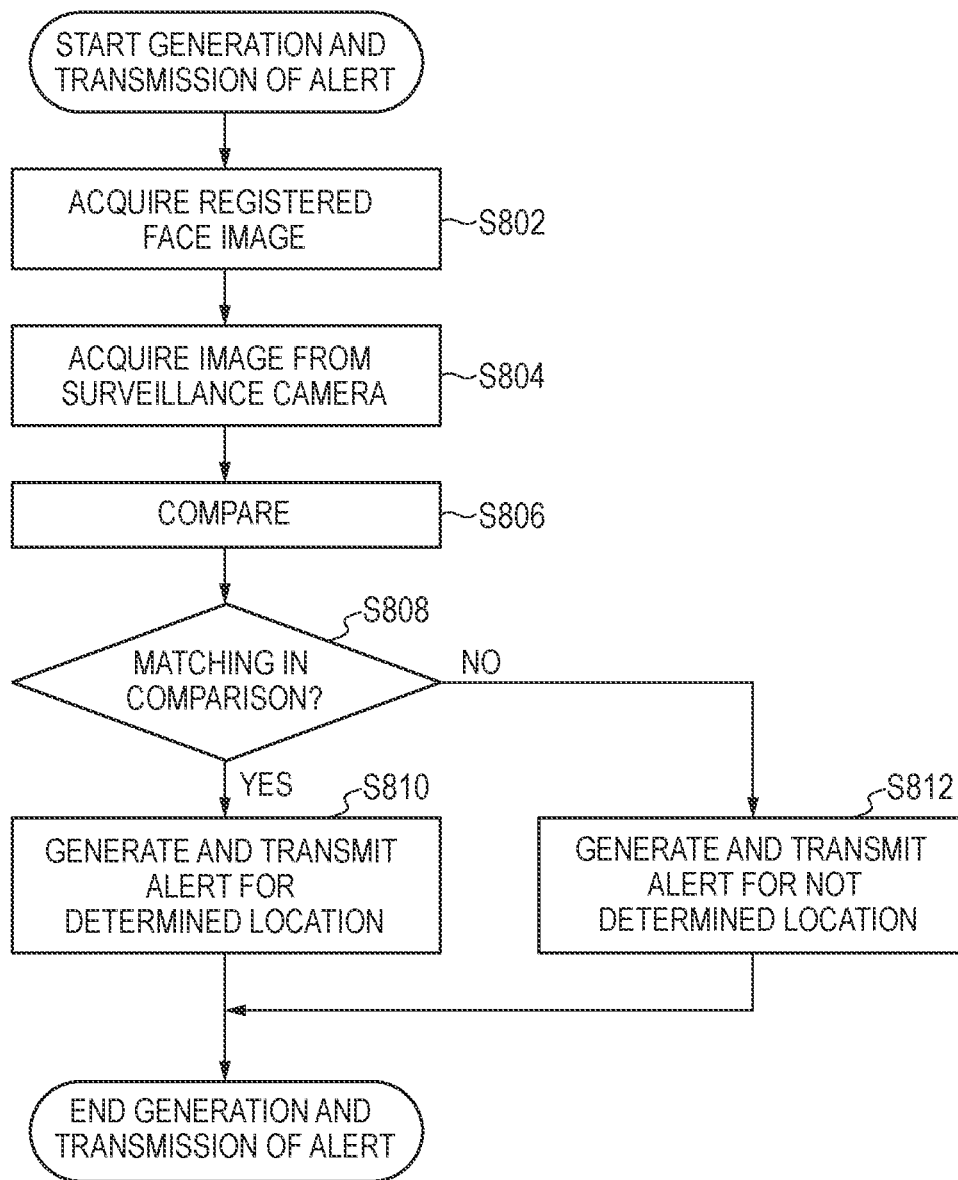 START GENERATION AND
TRANSMISSION OF ALERT
ACQUIRE REGISTERED
FACE IMAGE
S802
ACQUIRE IMAGE FROM
SURVEILLANCE CAMERA
S804
COMPARE
S806
S808
MATCHING IN
COMPARISON?
NO
YES
S810
GENERATE AND TRANSMIT
ALERT FOR
DETERMINED LOCATION
S812
GENERATE AND TRANSMIT
ALERT FOR NOT
DETERMINED LOCATION
END GENERATION AND
TRANSMISSION OF ALERT